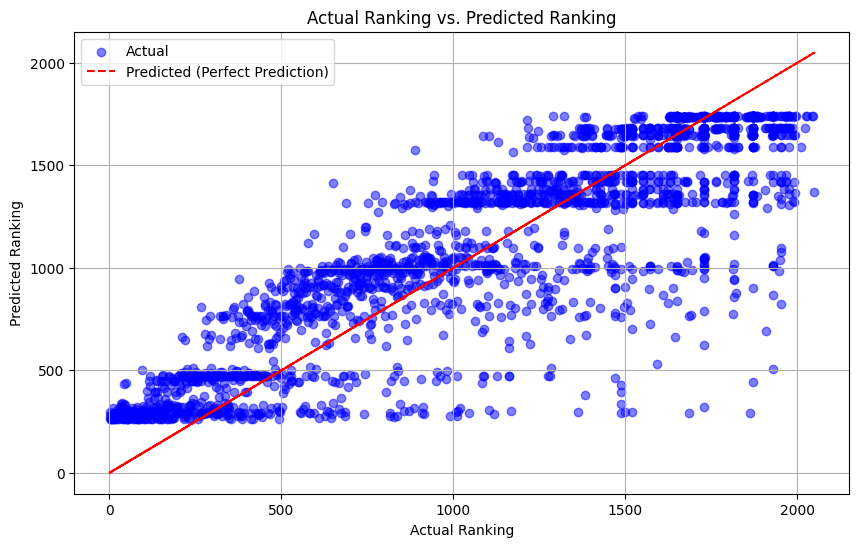 Actual Ranking vs. Predicted Ranking
Actual
Predicted (Perfect Prediction)
2000
1500
1000
500
0
Predicted Ranking
0
500
1000
1500
2000
Actual Ranking